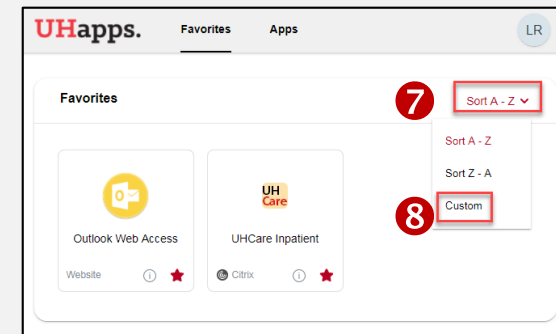 UHapps.
Favorites
Apps
LR
Favorites
7
Sort A - Z
Sort A - Z
Sort Z - A
8
Custom
UH
Care
Outlook Web Access
UHCare Inpatient
Website
Citrix